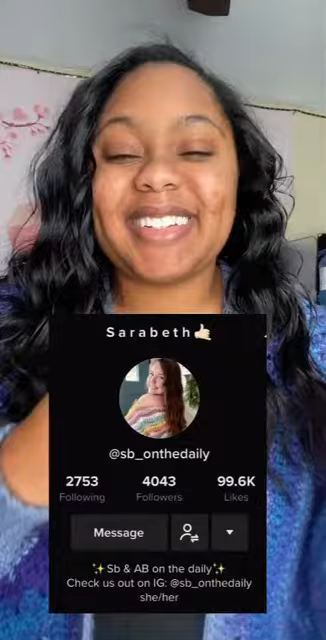 Sarabeth🤙🏼
@sb_onthedaily
2753 4043 99.6K
Following Followers Likes
Message
✨Sb & AB on the daily✨
Check us out on IG: @sb_onthedaily
she/her